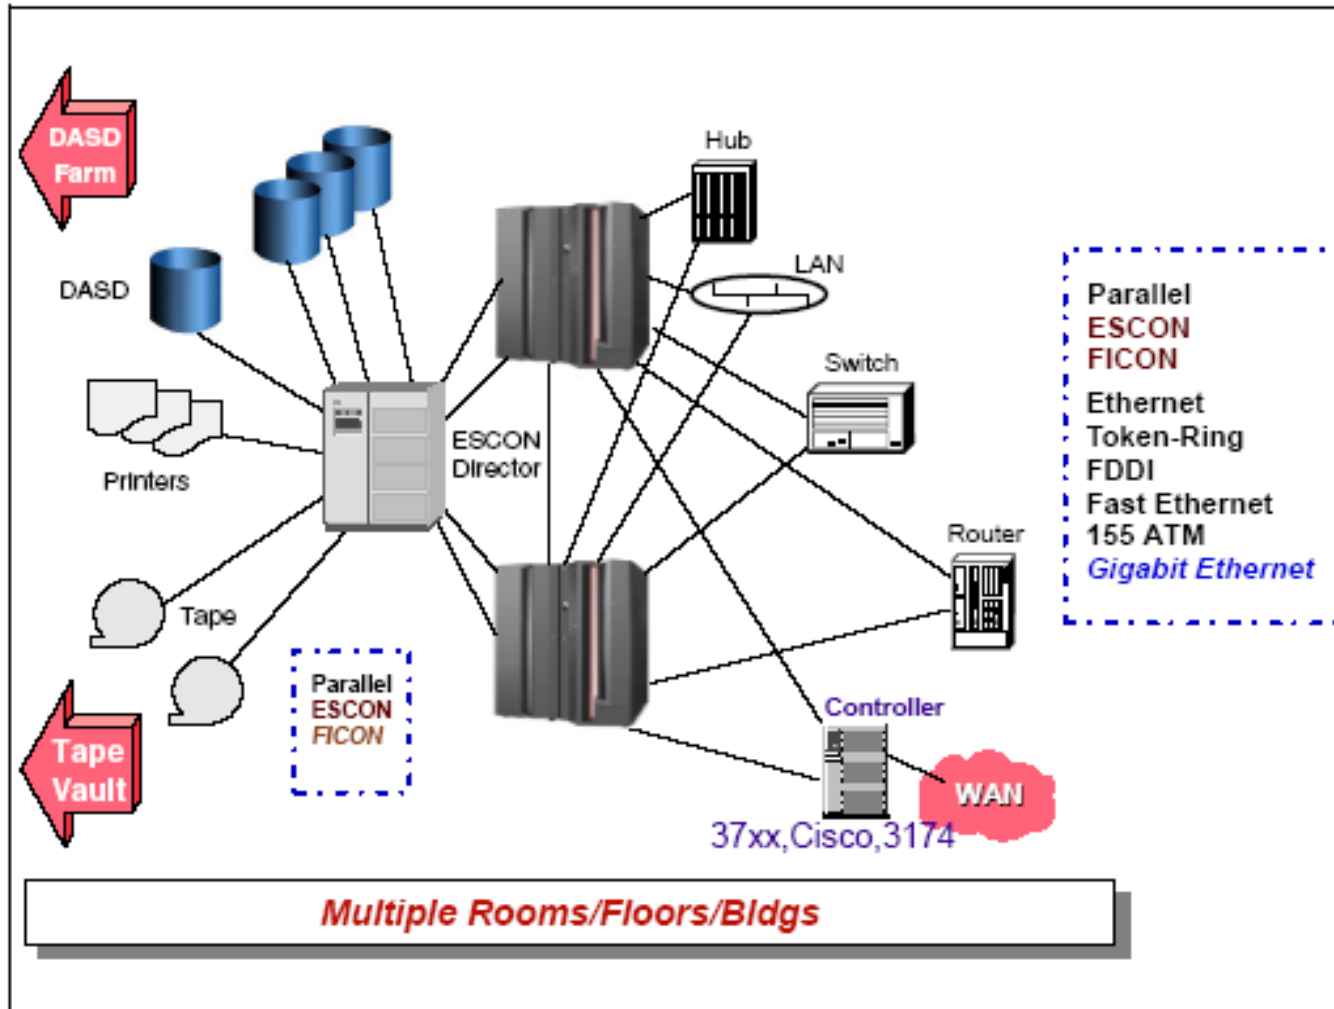 DASD
Farm
Hub
LAN
DASD
Switch
ESCON
Director
Printers
Parallel
ESCON
FICON
Ethernet
Token-Ring
FDDI
Fast Ethernet
155 ATM
Gigabit Ethernet
Router
Tape
Parallel
ESCON
FICON
Tape
Vault
Controller
WAN
37xx,Cisco,3174
Multiple Rooms/Floors/Bldgs